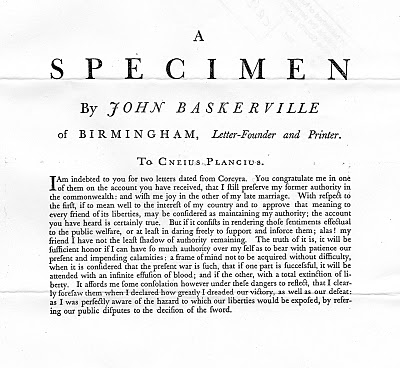 A
SPECIMEN
By JOHN BASKERVILLE
of BIRMINGHAM, Letter-Founder and Printer.
TO CNEIUS PLANCIUS.
I Am indebted to you for two letters dated from Corcyra. You congratulate me in one
of them on the account you have received, that I ſtill preſerve my former authority in
the commonwealth: and wiſh me joy in the other of my late marriage. With reſpect to
the firſt, if to mean well to the intereſt of my country and to approve that meaning to
every friend of its liberties, may be conſidered as maintaining my authority; the account
you have heard is certainly true. But if it conſiſts in rendering thoſe ſentiments effectual
to the public welfare, or at leaſt in daring freely to ſupport and inforce them; alas! my
friend I have not the leaſt ſhadow of authority remaining. The truth of it is, it will be
ſufficient honor if I can have ſo much authority over myſelf as to bear with patience our
preſent and impending calamities: a frame of mind not to be acquired without difficulty,
when it is conſidered that the preſent war is ſuch, that if one part is ſucceſsful, it will be
attended with an infinite effuſion of blood; and if the other, with a total extinction of li-
berty. It affords me ſome conſolation however under theſe dangers to reflect, that I clear-
ly foreſaw them when I declared how greatly I dreaded our victory, as well as our defeat:
as I was perfectly aware of the hazard to which our liberties would be expoſed, by refer-
ing our public diſputes to the deciſion of the ſword.